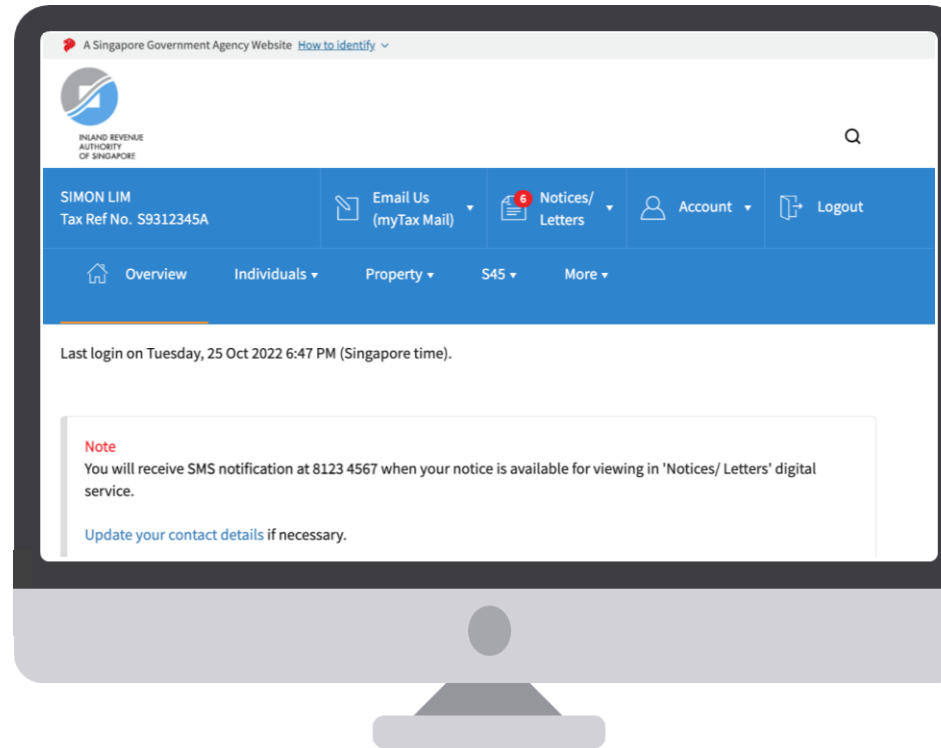 A Singapore Government Agency Website How to identify
INLAND REVENUE
AUTHORITY
OF SINGAPORE
SIMON LIM
Tax Ref No. S9312345A
Email Us
(myTax Mail)
6
Notices/
Letters
Account
Logout
Overview Individuals Property S45 More
Last login on Tuesday, 25 Oct 2022 6:47 PM (Singapore time).
Note
You will receive SMS notification at 8123 4567 when your notice is available for viewing in 'Notices/ Letters' digital
service.
Update your contact details if necessary.